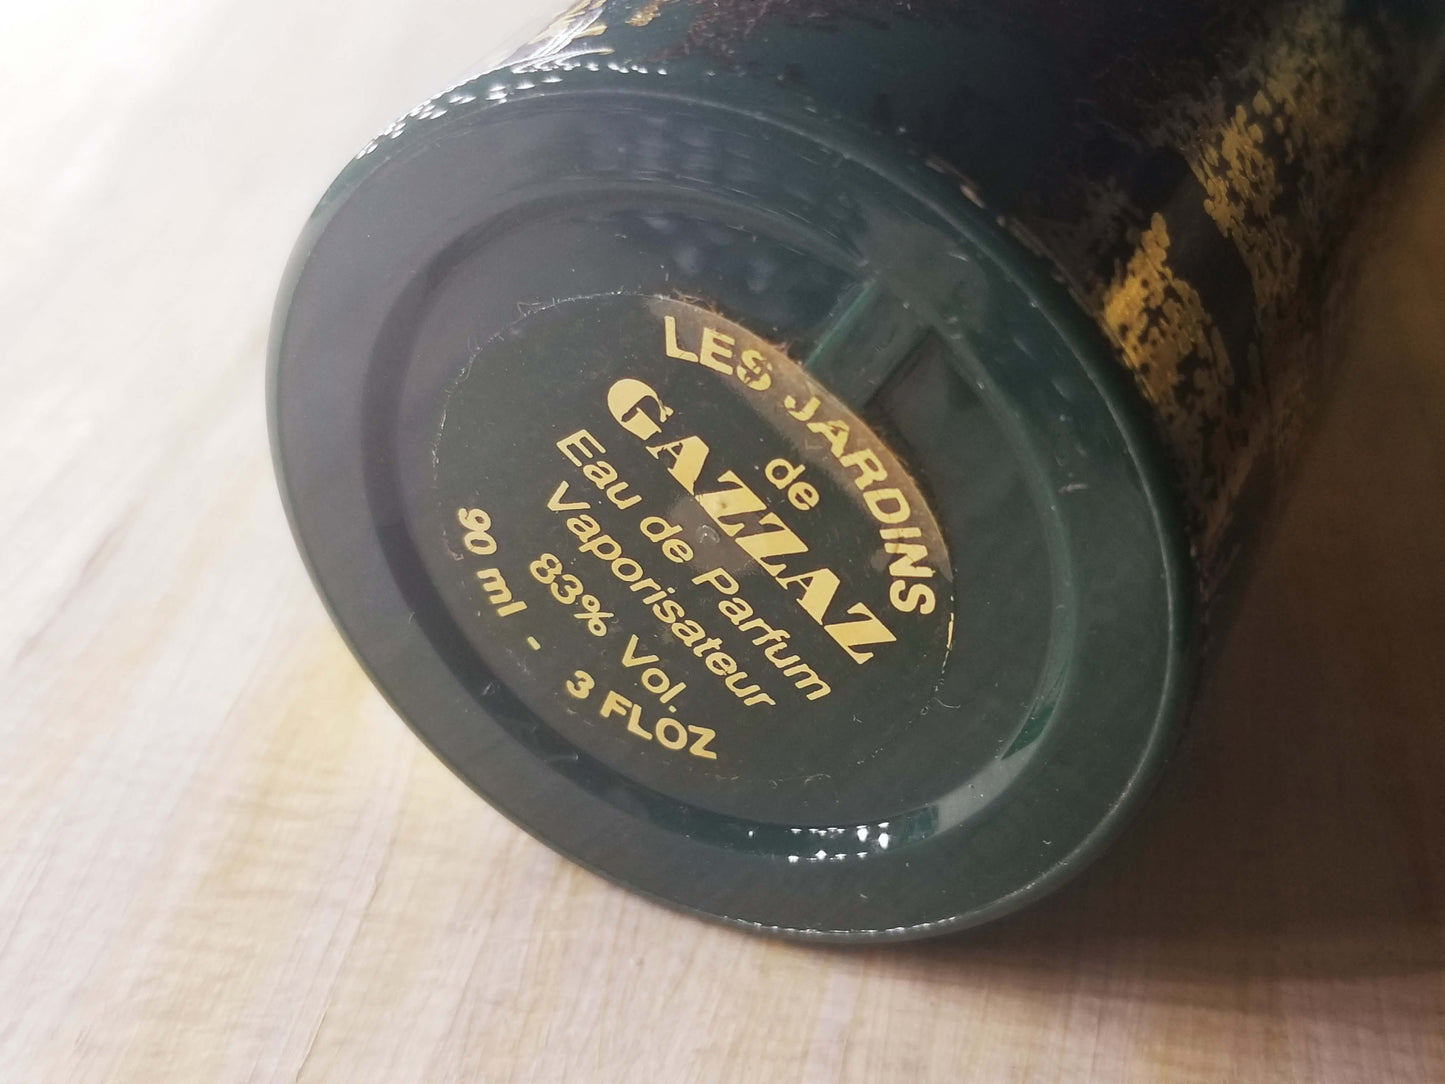 LES JARDINS
de
GAZZAZ
Eau de Parfum
Vaporisateur
83% Vol.
90 ml - 3 FLOZ